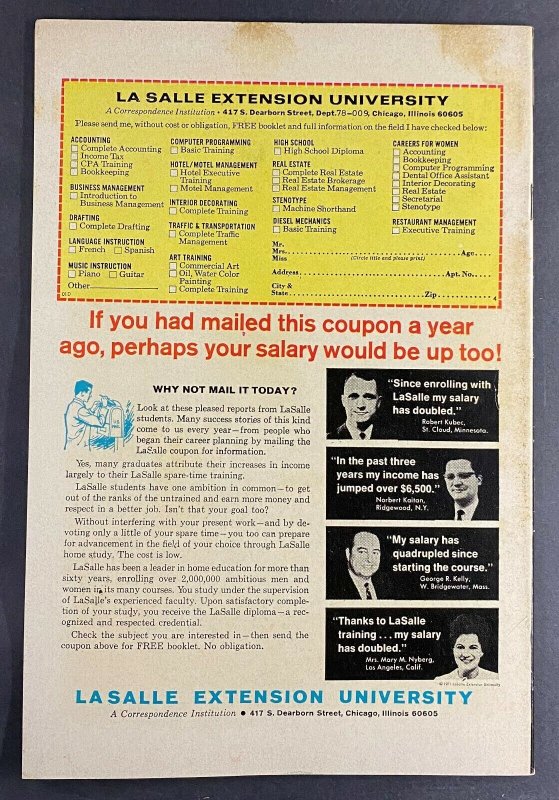 LA SALLE EXTENSION UNIVERSITY
A Correspondence Institution • 417 S. Dearborn Street, Dept. 78-009, Chicago, Illinois 60605
Please send me, without cost or obligation, FREE booklet and full information on the field I have checked below:
ACCOUNTING
Complete Accounting
Income Tax
CPA Training
Bookkeeping
BUSINESS MANAGEMENT
Introduction to
Business Management
DRAFTING
Complete Drafting
LANGUAGE INSTRUCTION
French Spanish
MUSIC INSTRUCTION
Piano Guitar
Other
COMPUTER PROGRAMMING
Basic Training
HOTEL/MOTEL MANAGEMENT
Hotel Executive
Training
Motel Management
INTERIOR DECORATING
Complete Training
TRAFFIC & TRANSPORTATION
Complete Traffic
Management
ART TRAINING
Commercial Art
Oil, Water Color
Painting
Complete Training
HIGH SCHOOL
High School Diploma
REAL ESTATE
Complete Real Estate
Real Estate Brokerage
Real Estate Management
STENOTYPE
Machine Shorthand
DIESEL MECHANICS
Basic Training
CAREERS FOR WOMEN
Accounting
Bookkeeping
Computer Programming
Dental Office Assistant
Interior Decorating
Real Estate
Secretarial
Stenotype
RESTAURANT MANAGEMENT
Executive Training
Mr.
Mrs. Age
Miss (Circle title and please print)
Address Apt. No.
City &
State Zip 4
If you had mailed this coupon a year
ago, perhaps your salary would be up too!
WHY NOT MAIL IT TODAY?
Look at these pleased reports from LaSalle
students. Many success stories of this kind
come to us every year—from people who
began their career planning by mailing the
LaSalle coupon for information.
Yes, many graduates attribute their increases in income
largely to their LaSalle spare-time training.
LaSalle students have one ambition in common—to get
out of the ranks of the untrained and earn more money and
respect in a better job. Isn't that your goal too?
Without interfering with your present work—and by de-
voting only a little of your spare time—you too can prepare
for advancement in the field of your choice through LaSalle
home study. The cost is low.
LaSalle has been a leader in home education for more than
sixty years, enrolling over 2,000,000 ambitious men and
women in its many courses. You study under the supervision
of LaSalle's experienced faculty. Upon satisfactory comple-
tion of your study, you receive the LaSalle diploma—a rec-
ognized and respected credential.
Check the subject you are interested in—then send the
coupon above for FREE booklet. No obligation.
"Since enrolling with
LaSalle my salary
has doubled."
Robert Kubec,
St. Cloud, Minnesota.
"In the past three
years my income has
jumped over $6,500."
Norbert Kaitan,
Ridgewood, N.Y.
"My salary has
quadrupled since
starting the course."
George R. Kelly,
W. Bridgewater, Mass.
"Thanks to LaSalle
training . . . my salary
has doubled."
Mrs. Mary M. Nyberg,
Los Angeles, Calif.
© 1971 LaSalle Extension University
LASALLE EXTENSION UNIVERSITY
A Correspondence Institution • 417 S. Dearborn Street, Chicago, Illinois 60605